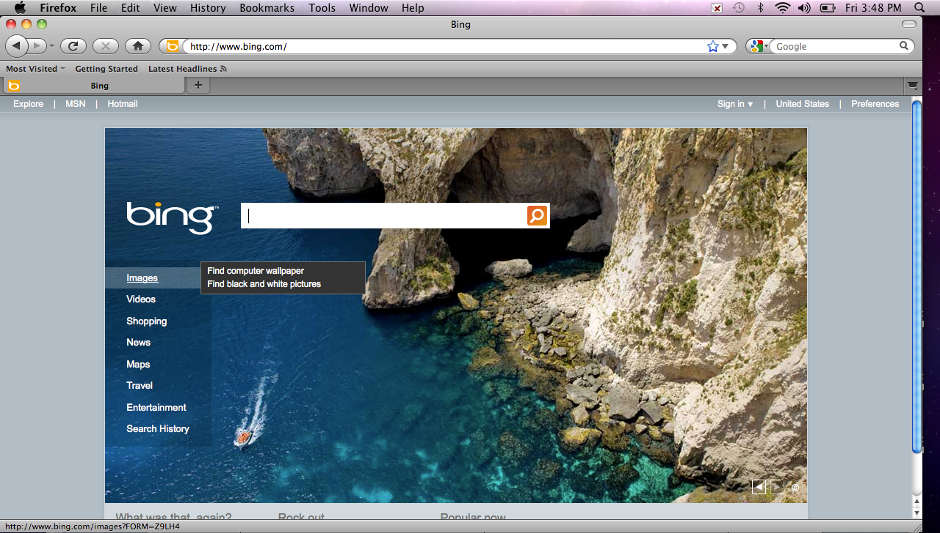 Firefox File Edit View History Bookmarks Tools Window Help Fri 3:48 PM
Bing
http://www.bing.com/ Google
Most Visited Getting Started Latest Headlines
Bing
Explore | MSN | Hotmail Sign in | United States | Preferences
bing™
Images
Find computer wallpaper
Find black and white pictures
Videos
Shopping
News
Maps
Travel
Entertainment
Search History
What was that, again? Rock out Popular now
http://www.bing.com/images?FORM=Z9LH4